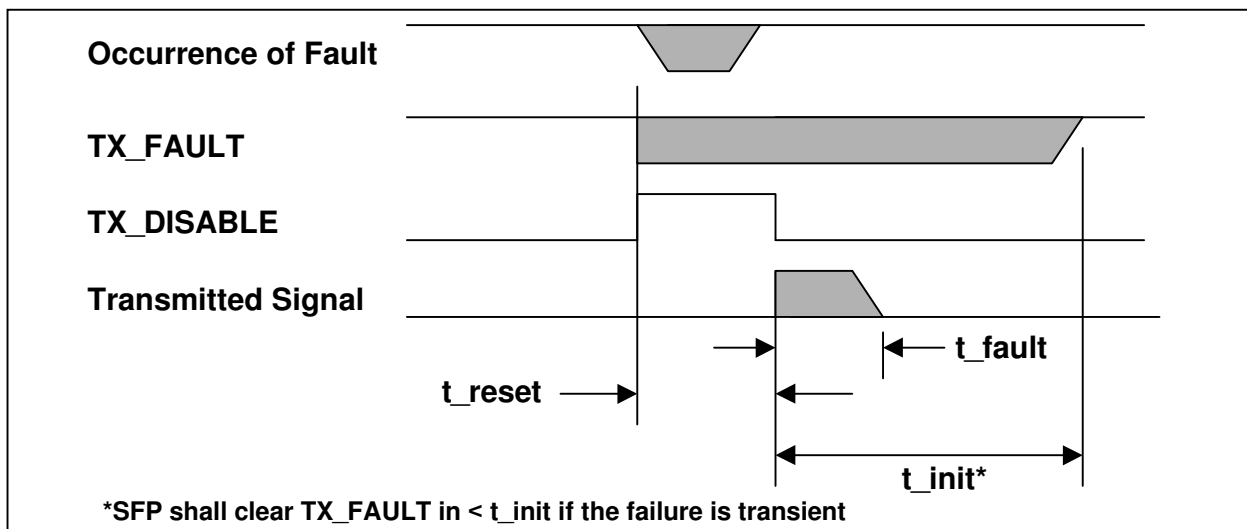 Occurrence of Fault
TX_FAULT
TX_DISABLE
Transmitted Signal
t_fault
t_reset
t_init*
*SFP shall clear TX_FAULT in < t_init if the failure is transient